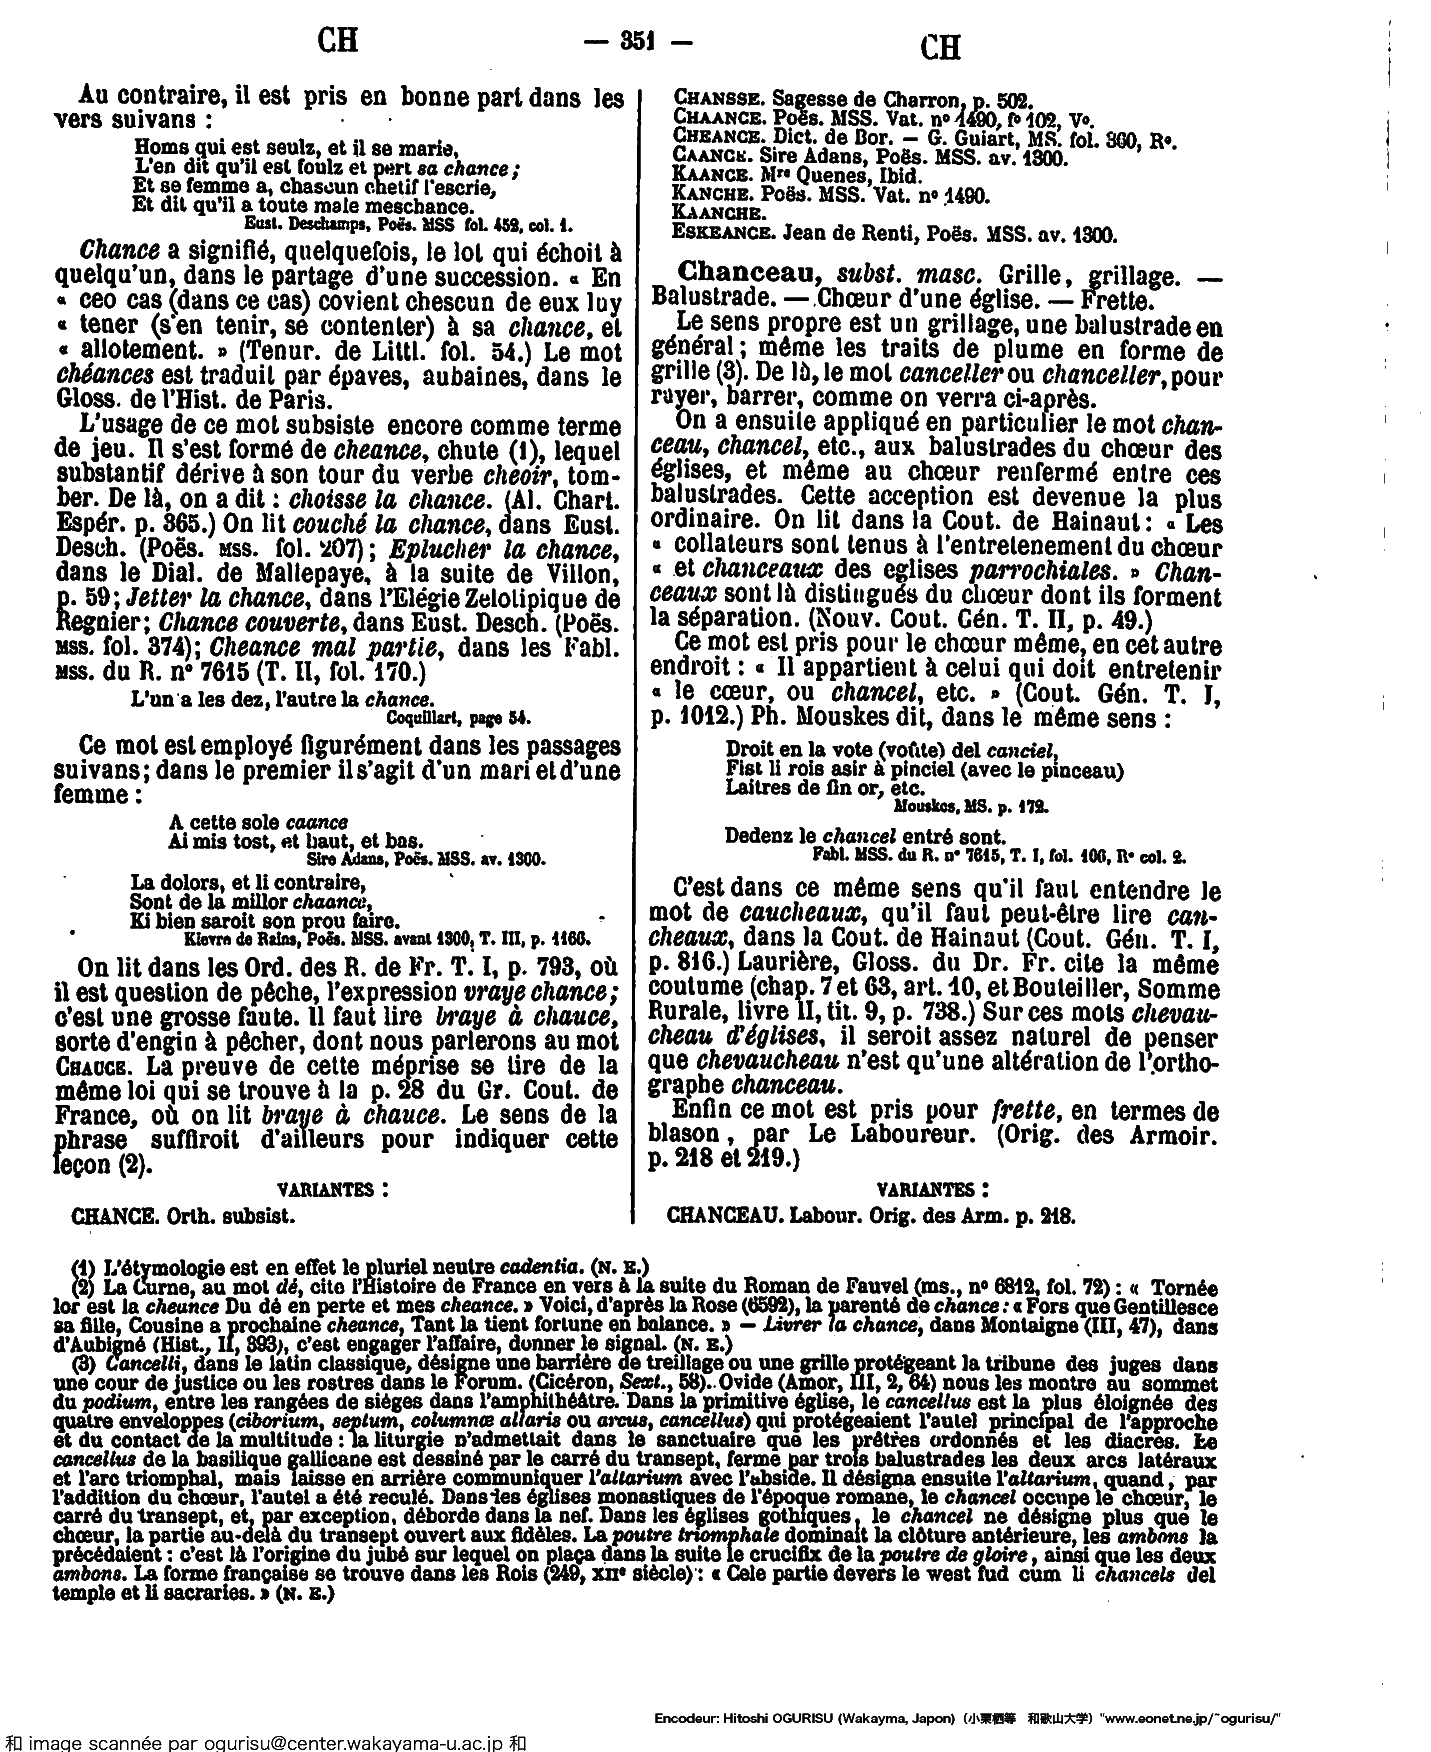 CH
— 351 —
CH
Au contraire, il est pris en bonne part dans les
vers suivans :
Homs qui est seulz, et il se marie,
L'en dit qu'il est foulz et pert sa chance ;
Et se femme a, chascun chetif l'escrie,
Et dit qu'il a toute male meschance.
Eust. Deschamps, Poës. MSS fol. 452, col. 1.
Chance a signifié, quelquefois, le lot qui échoit à
quelqu'un, dans le partage d'une succession. « En
« ceo cas (dans ce cas) covient chescun de eux luy
« tener (s'en tenir, se contenter) à sa chance, et
« allotement. » (Tenur. de Littl. fol. 54.) Le mot
chéances est traduit par épaves, aubaines, dans le
Gloss. de l'Hist. de Paris.
L'usage de ce mot subsiste encore comme terme
de jeu. Il s'est formé de cheance, chute (1), lequel
substantif dérive à son tour du verbe cheoir, tom-
ber. De là, on a dit : choisse la chance. (Al. Chart.
Espér. p. 365.) On lit couché la chance, dans Eust.
Desch. (Poës. MSS. fol. 207) ; Eplucher la chance,
dans le Dial. de Mallepaye, à la suite de Villon,
p. 59 ; Jetter la chance, dans l'Elégie Zelotipique de
Regnier ; Chance couverte, dans Eust. Desch. (Poës.
MSS. fol. 374) ; Cheance mal partie, dans les Fabl.
MSS. du R. n° 7615 (T. II, fol. 170.)
L'un a les dez, l'autre la chance.
Coquillart, page 54.
Ce mot est employé figurément dans les passages
suivans ; dans le premier il s'agit d'un mari et d'une
femme :
A cette sole caance
Ai mis tost, et haut, et bas.
Sire Adans, Poës. MSS. av. 1300.
La dolors, et li contraire,
Sont de la millor chaance,
Ki bien saroit son prou faire.
Kievre de Rains, Poës. MSS. avant 1300, T. III, p. 1166.
On lit dans les Ord. des R. de Fr. T. I, p. 793, où
il est question de pêche, l'expression vraye chance ;
c'est une grosse faute. Il faut lire braye à chauce,
sorte d'engin à pêcher, dont nous parlerons au mot
CHAUCE. La preuve de cette méprise se tire de la
même loi qui se trouve à la p. 28 du Gr. Cout. de
France, où on lit braye à chauce. Le sens de la
phrase suffiroit d'ailleurs pour indiquer cette
leçon (2).
VARIANTES :
CHANCE. Orth. subsist.
CHANSSE. Sagesse de Charron, p. 502.
CHAANCE. Poës. MSS. Vat. n° 1490, f° 102, V°.
CHEANCE. Dict. de Bor. — G. Guiart, MS. fol. 360, R°.
CAANCE. Sire Adans, Poës. MSS. av. 1300.
KAANCE. Mre Quenes, Ibid.
KANCHE. Poës. MSS. Vat. n° 1490.
KAANCHE.
ESKEANCE. Jean de Renti, Poës. MSS. av. 1300.
Chanceau, subst. masc. Grille, grillage. —
Balustrade. — Chœur d'une église. — Frette.
Le sens propre est un grillage, une balustrade en
général ; même les traits de plume en forme de
grille (3). De là, le mot canceller ou chanceller, pour
rayer, barrer, comme on verra ci-après.
On a ensuite appliqué en particulier le mot chan-
ceau, chancel, etc., aux balustrades du chœur des
églises, et même au chœur renfermé entre ces
balustrades. Cette acception est devenue la plus
ordinaire. On lit dans la Cout. de Hainaut : « Les
« collateurs sont tenus à l'entretenement du chœur
« et chanceaux des eglises parrochiales. » Chan-
ceaux sont là distingués du chœur dont ils forment
la séparation. (Nouv. Cout. Gén. T. II, p. 49.)
Ce mot est pris pour le chœur même, en cet autre
endroit : « Il appartient à celui qui doit entretenir
« le cœur, ou chancel, etc. » (Cout. Gén. T. I,
p. 1012.) Ph. Mouskes dit, dans le même sens :
Droit en la vote (voûte) del canciel,
Fist li rois asir à pinciel (avec le pinceau)
Laitres de fin or, etc.
Mouskes, MS. p. 172.
Dedenz le chancel entré sont.
Fabl. MSS. du R. n° 7615, T. I, fol. 106, R° col. 2.
C'est dans ce même sens qu'il faut entendre le
mot de caucheaux, qu'il faut peut-être lire can-
cheaux, dans la Cout. de Hainaut (Cout. Gén. T. I,
p. 816.) Laurière, Gloss. du Dr. Fr. cite la même
coutume (chap. 7 et 63, art. 10, et Bouteiller, Somme
Rurale, livre II, tit. 9, p. 738.) Sur ces mots chevau-
cheau d'églises, il seroit assez naturel de penser
que chevaucheau n'est qu'une altération de l'ortho-
graphe chanceau.
Enfin ce mot est pris pour frette, en termes de
blason, par Le Laboureur. (Orig. des Armoir.
p. 218 et 219.)
VARIANTES :
CHANCEAU. Labour. Orig. des Arm. p. 218.
(1) L'étymologie est en effet le pluriel neutre cadentia. (N. E.)
(2) La Curne, au mot dé, cite l'Histoire de France en vers à la suite du Roman de Fauvel (ms., n° 6812, fol. 72) : « Tornée
lor est la cheance Du dé en perte et mes cheance. » Voici, d'après la Rose (6592), la parenté de chance : « Fors que Gentillesce
sa fille, Cousine a prochaine cheance, Tant la tient fortune en balance. » — Livrer la chance, dans Montaigne (III, 47), dans
d'Aubigné (Hist., II, 393), c'est engager l'affaire, donner le signal. (N. E.)
(3) Cancelli, dans le latin classique, désigne une barrière de treillage ou une grille protégeant la tribune des juges dans
une cour de justice ou les rostres dans le Forum. (Cicéron, Sext., 58). Ovide (Amor, III, 2, 64) nous les montre au sommet
du podium, entre les rangées de sièges dans l'amphithéâtre. Dans la primitive église, le cancellus est la plus éloignée des
quatre enveloppes (ciborium, septum, columnæ altaris ou arcus, cancellus) qui protégeaient l'autel principal de l'approche
et du contact de la multitude : la liturgie n'admettait dans le sanctuaire que les prêtres ordonnés et les diacres. Le
cancellus de la basilique gallicane est dessiné par le carré du transept, ferme par trois balustrades les deux arcs latéraux
et l'arc triomphal, mais laisse en arrière communiquer l'altarium avec l'abside. Il désigna ensuite l'altarium, quand, par
l'addition du chœur, l'autel a été reculé. Dans les églises monastiques de l'époque romane, le chancel occupe le chœur, le
carré du transept, et, par exception, déborde dans la nef. Dans les églises gothiques, le chancel ne désigne plus que le
chœur, la partie au-delà du transept ouvert aux fidèles. La poutre triomphale dominait la clôture antérieure, les ambons la
précédaient : c'est là l'origine du jubé sur lequel on plaça dans la suite le crucifix de la poutre de gloire, ainsi que les deux
ambons. La forme française se trouve dans les Rois (249, XIIe siècle) : « Cele partie devers le west fud cum li chancels del
temple et li sacraries. » (N. E.)
Encodeur: Hitoshi OGURISU (Wakayma, Japon) (小栗栖等 和歌山大学) "www.eonet.ne.jp/~ogurisu/"
和 image scannée par ogurisu@center.wakayama-u.ac.jp 和